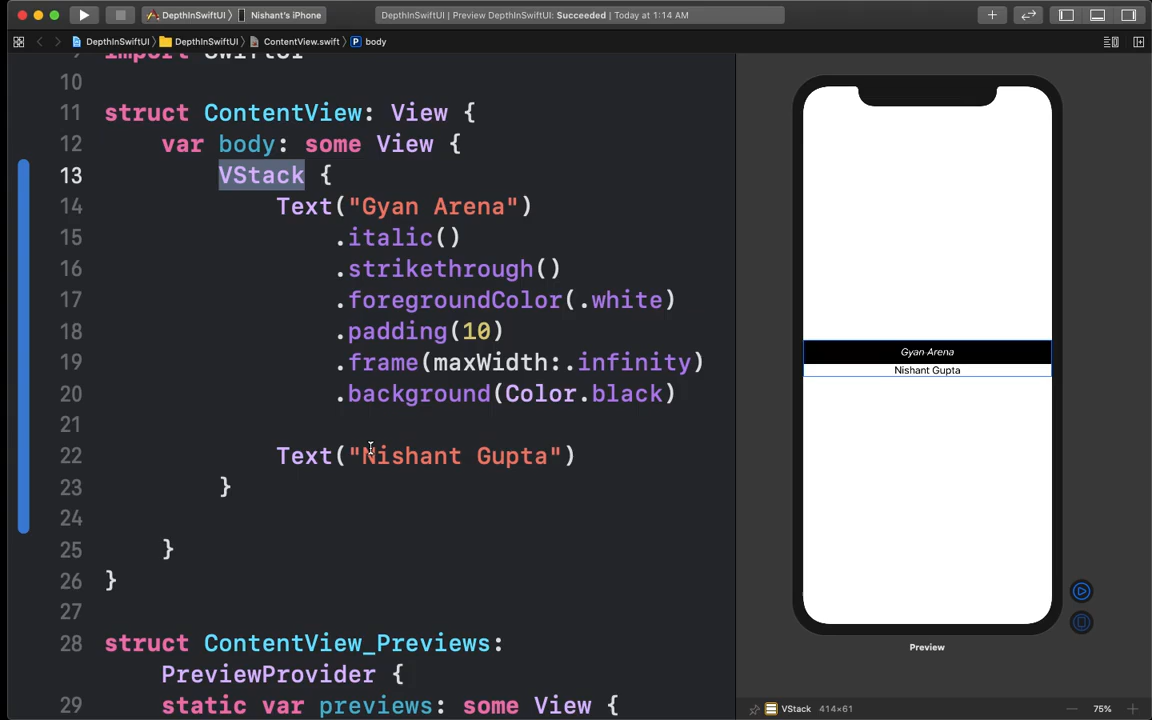 DepthInSwiftUI ⟩ Nishant's iPhone
DepthInSwiftUI | Preview DepthInSwiftUI: Succeeded | Today at 1:14 AM
DepthInSwiftUI ⟩ DepthInSwiftUI ⟩ ContentView.swift ⟩ P body
9 import SwiftUI
10
11 struct ContentView: View {
12 var body: some View {
13 VStack {
14 Text("Gyan Arena")
15 .italic()
16 .strikethrough()
17 .foregroundColor(.white)
18 .padding(10)
19 .frame(maxWidth:.infinity)
20 .background(Color.black)
21
22 Text("Nishant Gupta")
23 }
24
25 }
26 }
27
28 struct ContentView_Previews:
PreviewProvider {
29 static var previews: some View {
Gyan Arena
Nishant Gupta
Preview
VStack 414×61
75%